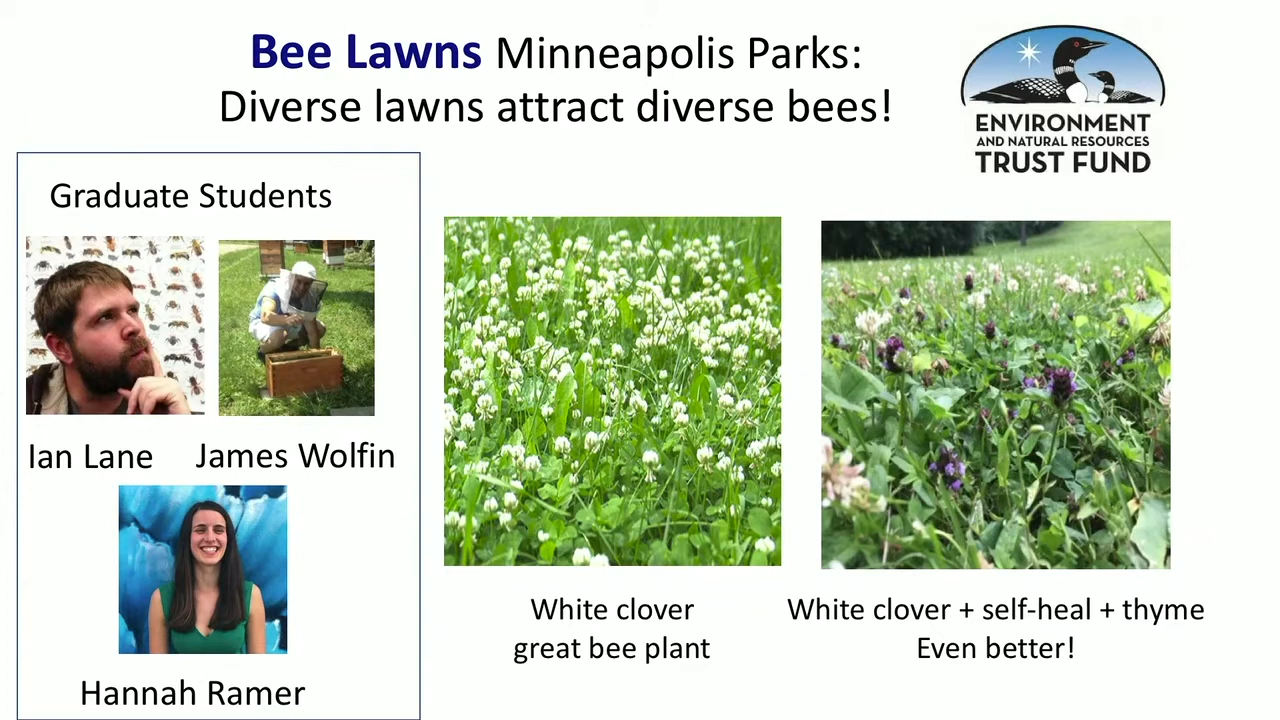 Bee Lawns Minneapolis Parks:
Diverse lawns attract diverse bees!
ENVIRONMENT
AND NATURAL RESOURCES
TRUST FUND
Graduate Students
Ian Lane
James Wolfin
Hannah Ramer
White clover
great bee plant
White clover + self-heal + thyme
Even better!